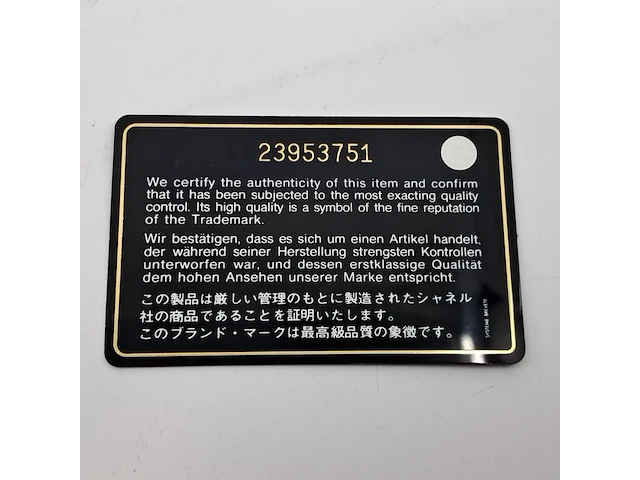 23953751
We certify the authenticity of this item and confirm
that it has been subjected to the most exacting quality
control. Its high quality is a symbol of the fine reputation
of the Trademark.
Wir bestätigen, dass es sich um einen Artikel handelt,
der während seiner Herstellung strengsten Kontrollen
unterworfen war, und dessen erstklassige Qualität
dem hohen Ansehen unserer Marke entspricht.
この製品は厳しい管理のもとに製造されたシャネル
社の商品であることを証明いたします。
このブランド・マークは最高級品質の象徴です。
SYSTEME BREVETE